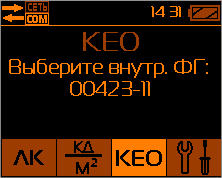 СЕТЬ
COM
14 31
КЕО
Выберите внутр. ФГ:
00423-11
ЛК
КД
М²
КЕО